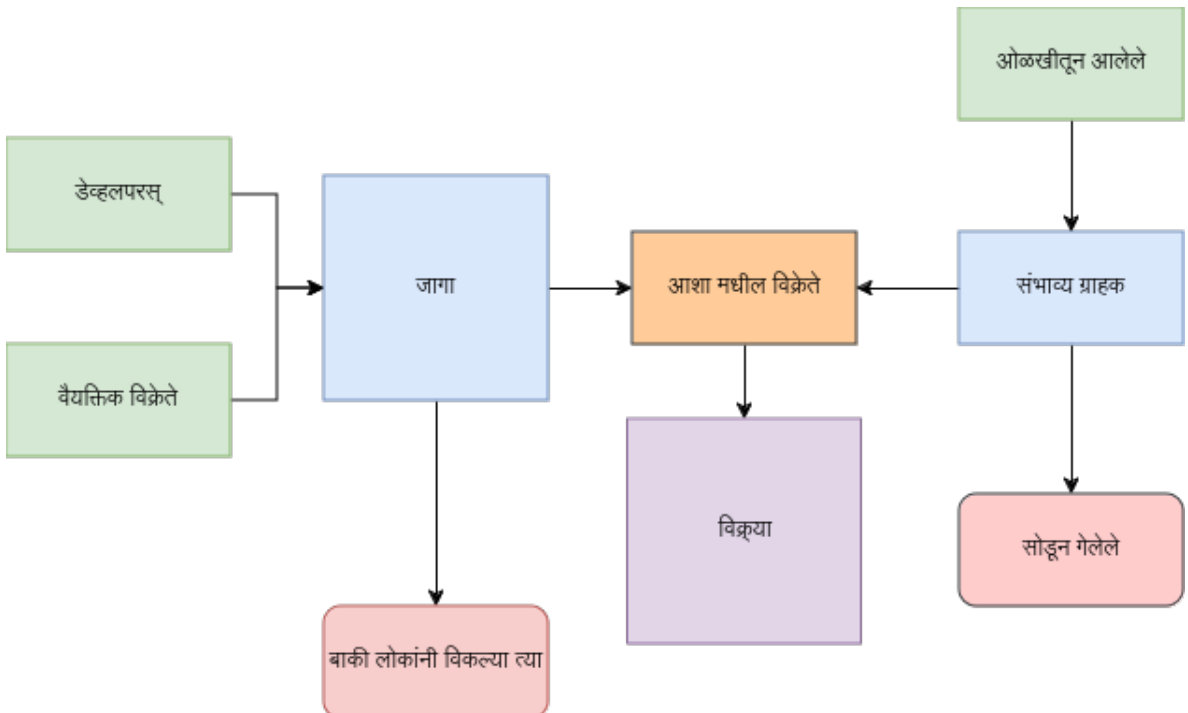 ओळखीतून आलेले
डेव्हलपरस्
जागा
आशा मधील विक्रेते
संभाव्य ग्राहक
वैयक्तिक विक्रेते
विक्र्या
सोडून गेलेले
बाकी लोकांनी विकल्या त्या